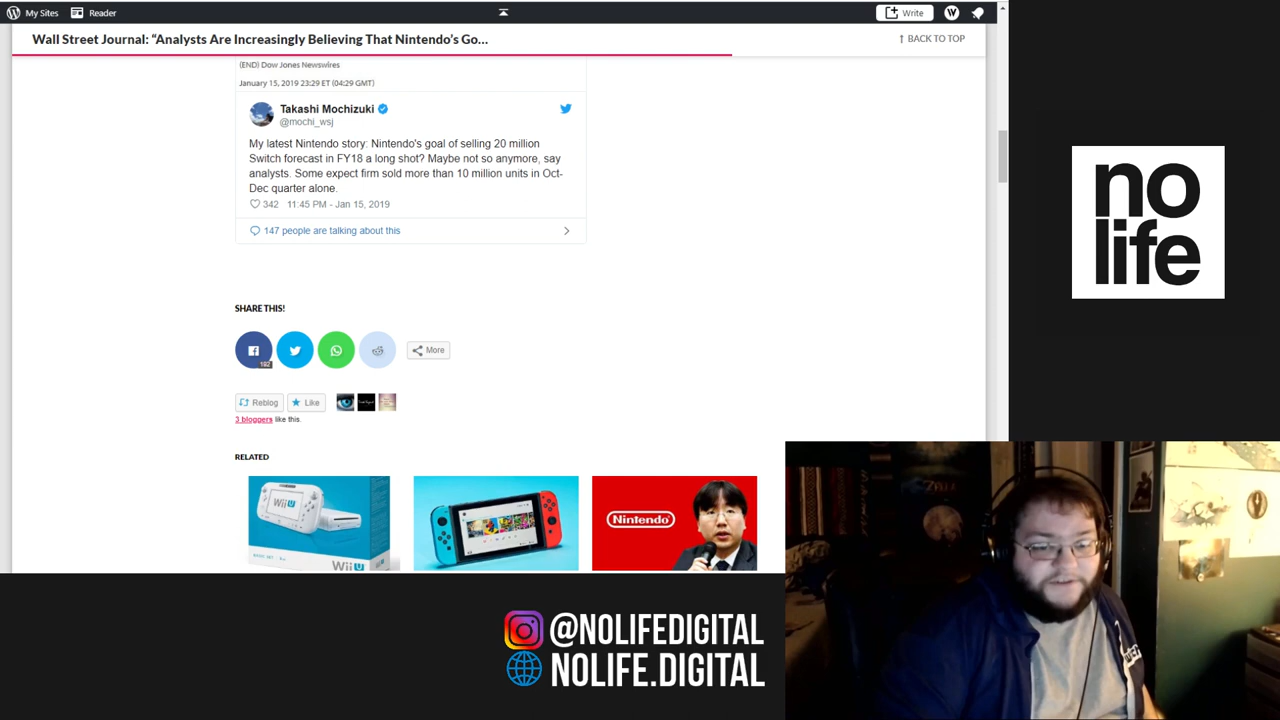 My Sites
Reader
Write
Wall Street Journal: “Analysts Are Increasingly Believing That Nintendo’s Go...
↑ BACK TO TOP
(END) Dow Jones Newswires
January 15, 2019 23:29 ET (04:29 GMT)
Takashi Mochizuki
@mochi_wsj
My latest Nintendo story: Nintendo's goal of selling 20 million
Switch forecast in FY18 a long shot? Maybe not so anymore, say
analysts. Some expect firm sold more than 10 million units in Oct-
Dec quarter alone.
342 11:45 PM - Jan 15, 2019
147 people are talking about this
SHARE THIS!
192
More
Reblog
Like
3 bloggers like this.
RELATED
WiiU
WiiU
Nintendo
no
life
@NOLIFEDIGITAL
NOLIFE.DIGITAL